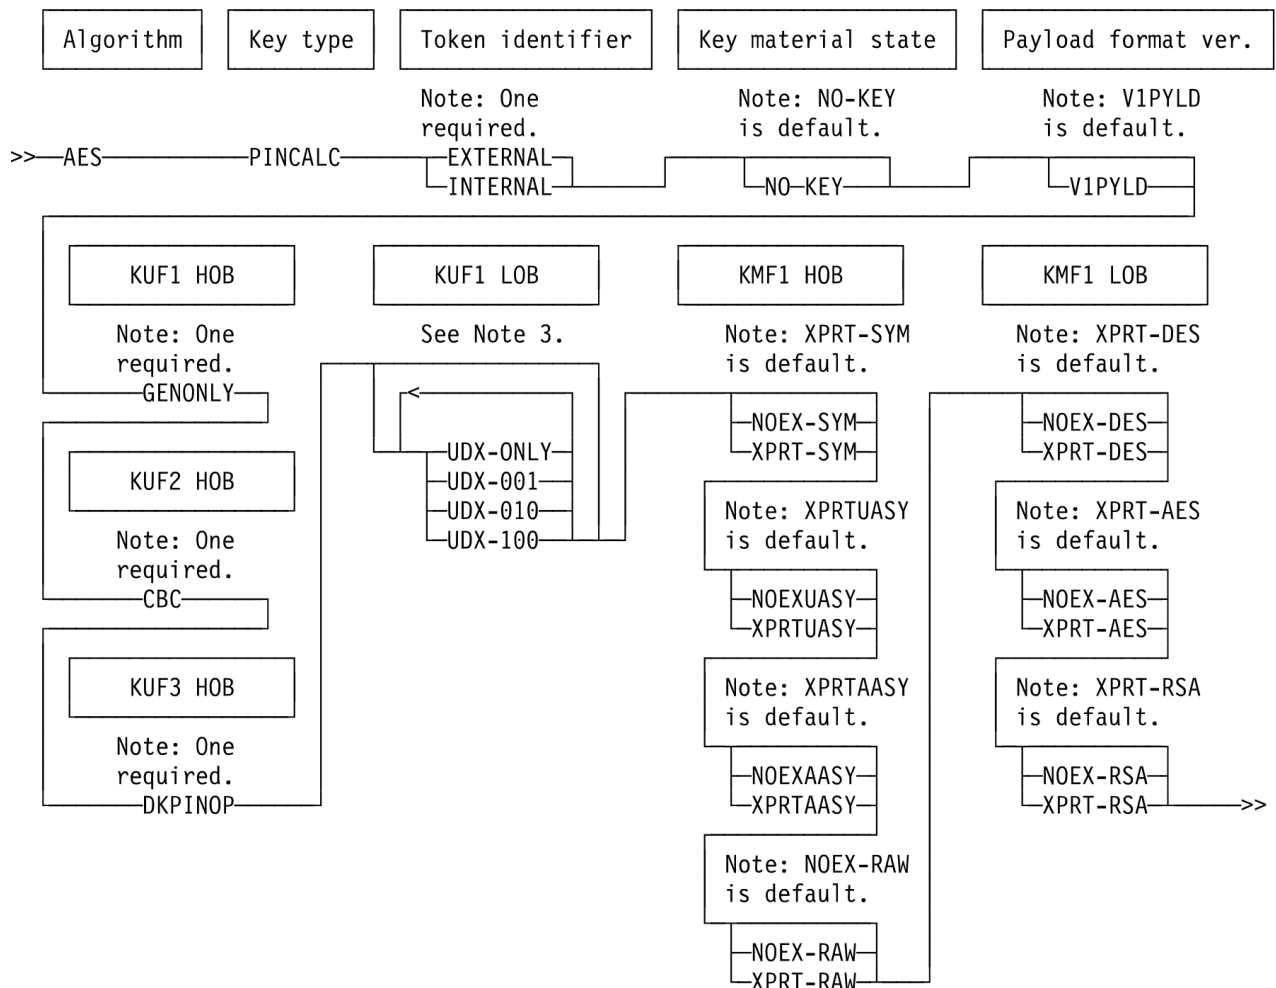 Algorithm Key type Token identifier Key material state Payload format ver.
Note: One Note: NO-KEY Note: V1PYLD
required. is default. is default.
>>—AES PINCALC EXTERNAL
INTERNAL NO-KEY V1PYLD
KUF1 HOB KUF1 LOB KMF1 HOB KMF1 LOB
Note: One See Note 3. Note: XPRT-SYM Note: XPRT-DES
required. is default. is default.
GENONLY <
NOEX-SYM NOEX-DES
UDX-ONLY XPRT-SYM XPRT-DES
KUF2 HOB UDX-001
UDX-010 Note: XPRTUASY Note: XPRT-AES
Note: One UDX-100 is default. is default.
required.
CBC NOEXUASY NOEX-AES
XPRTUASY XPRT-AES
KUF3 HOB Note: XPRTAASY Note: XPRT-RSA
is default. is default.
Note: One
required. NOEXAASY NOEX-RSA
DKPINOP XPRTAASY XPRT-RSA >>
Note: NOEX-RAW
is default.
NOEX-RAW
XPRT-RAW